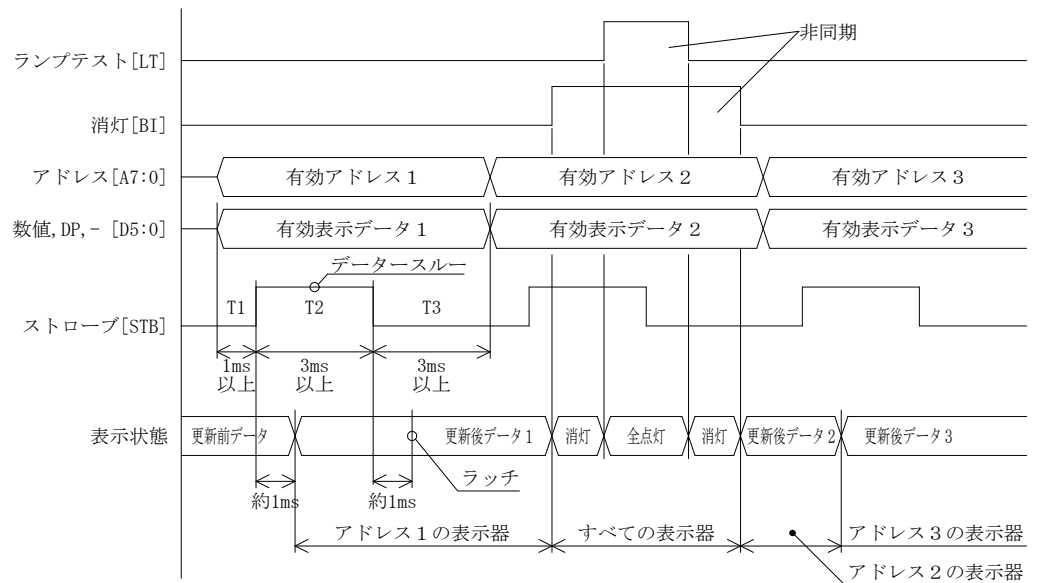 非同期
ランプテスト[LT]
消灯[BI]
アドレス[A7:0]
有効アドレス1
有効アドレス2
有効アドレス3
数値,DP,- [D5:0]
有効表示データ1
有効表示データ2
有効表示データ3
データースルー
T1
T2
T3
ストローブ[STB]
1ms
以上
3ms
以上
3ms
以上
表示状態
更新前データ
更新後データ1
消灯
全点灯
消灯
更新後データ2
更新後データ3
ラッチ
約1ms
約1ms
アドレス1の表示器
すべての表示器
アドレス3の表示器
アドレス2の表示器